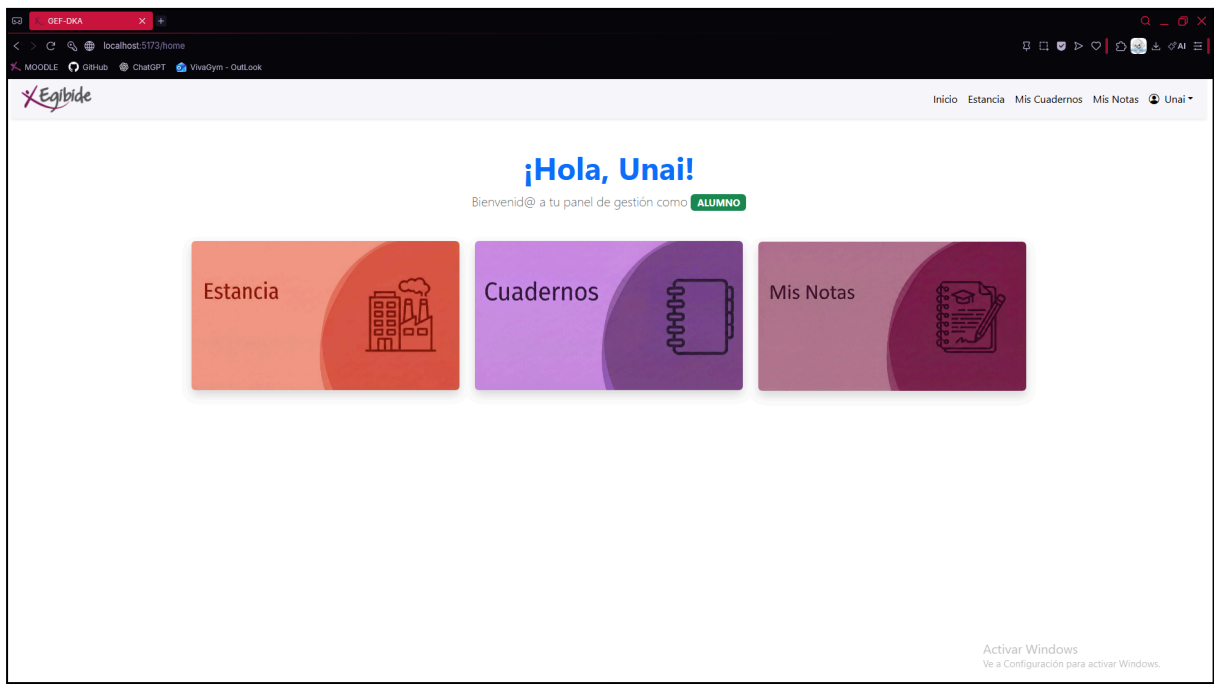 GEF-DKA
localhost:5173/home
AI
MOODLE GitHub ChatGPT VivaGym - OutLook
Egibide
Inicio Estancia Mis Cuadernos Mis Notas Unai
¡Hola, Unai!
Bienvenid@ a tu panel de gestión como ALUMNO
Estancia
Cuadernos
Mis Notas
Activar Windows
Ve a Configuración para activar Windows.